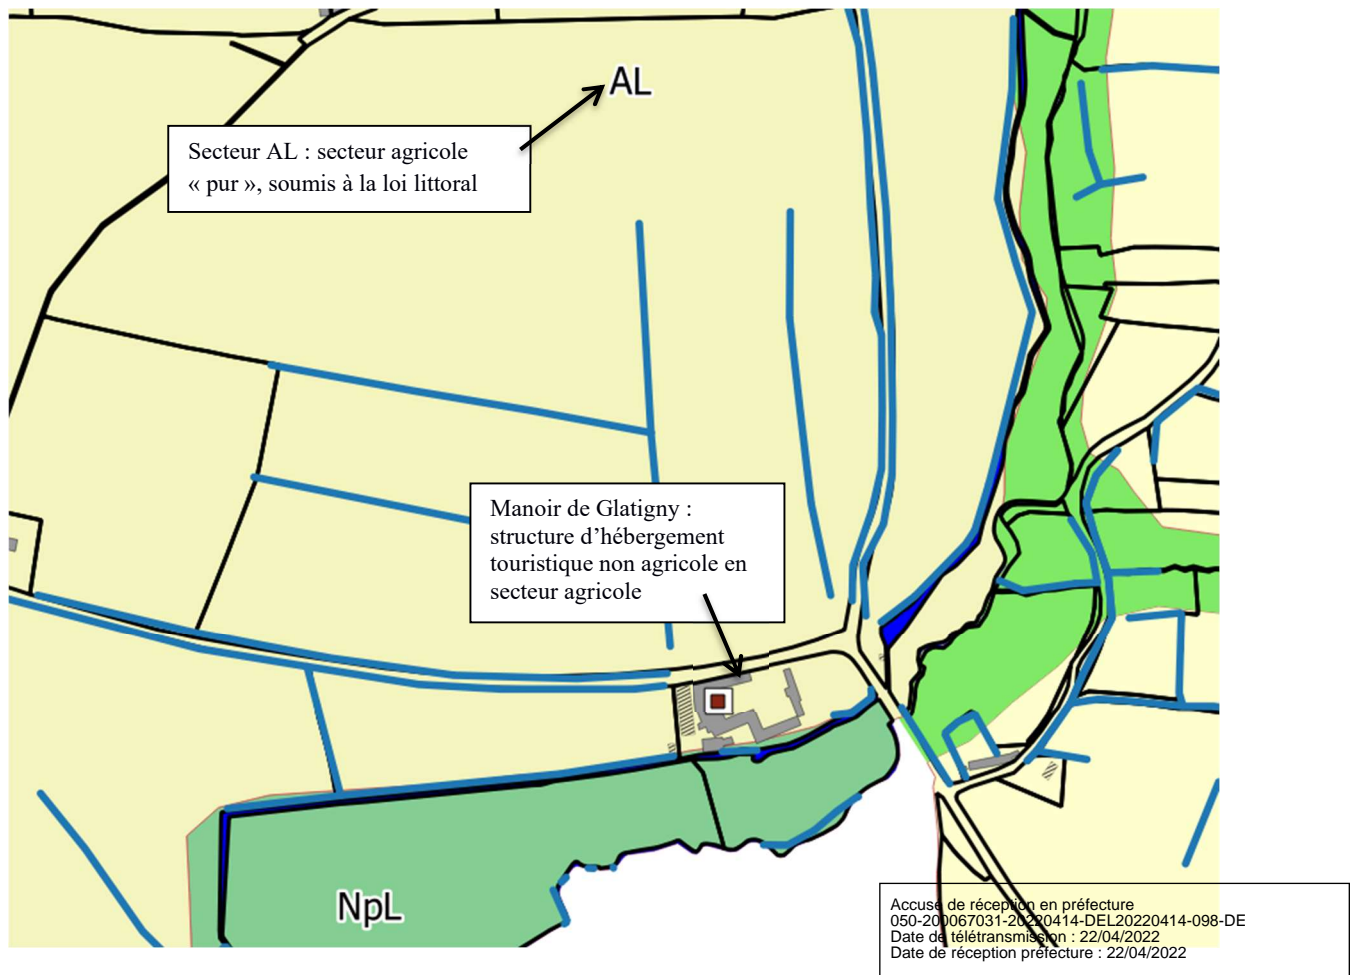 AL
Secteur AL : secteur agricole
« pur », soumis à la loi littoral
Manoir de Glatigny :
structure d’hébergement
touristique non agricole en
secteur agricole
NpL
Accusé de réception en préfecture
050-200067031-20220414-DEL20220414-098-DE
Date de télétransmission : 22/04/2022
Date de réception préfecture : 22/04/2022